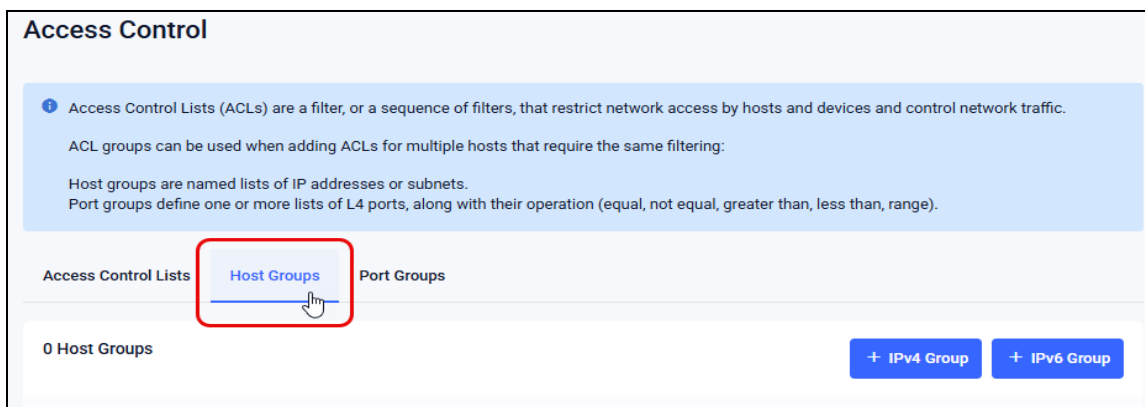 Access Control
Access Control Lists (ACLs) are a filter, or a sequence of filters, that restrict network access by hosts and devices and control network traffic.
ACL groups can be used when adding ACLs for multiple hosts that require the same filtering:
Host groups are named lists of IP addresses or subnets.
Port groups define one or more lists of L4 ports, along with their operation (equal, not equal, greater than, less than, range).
Access Control Lists Host Groups Port Groups
0 Host Groups + IPv4 Group + IPv6 Group